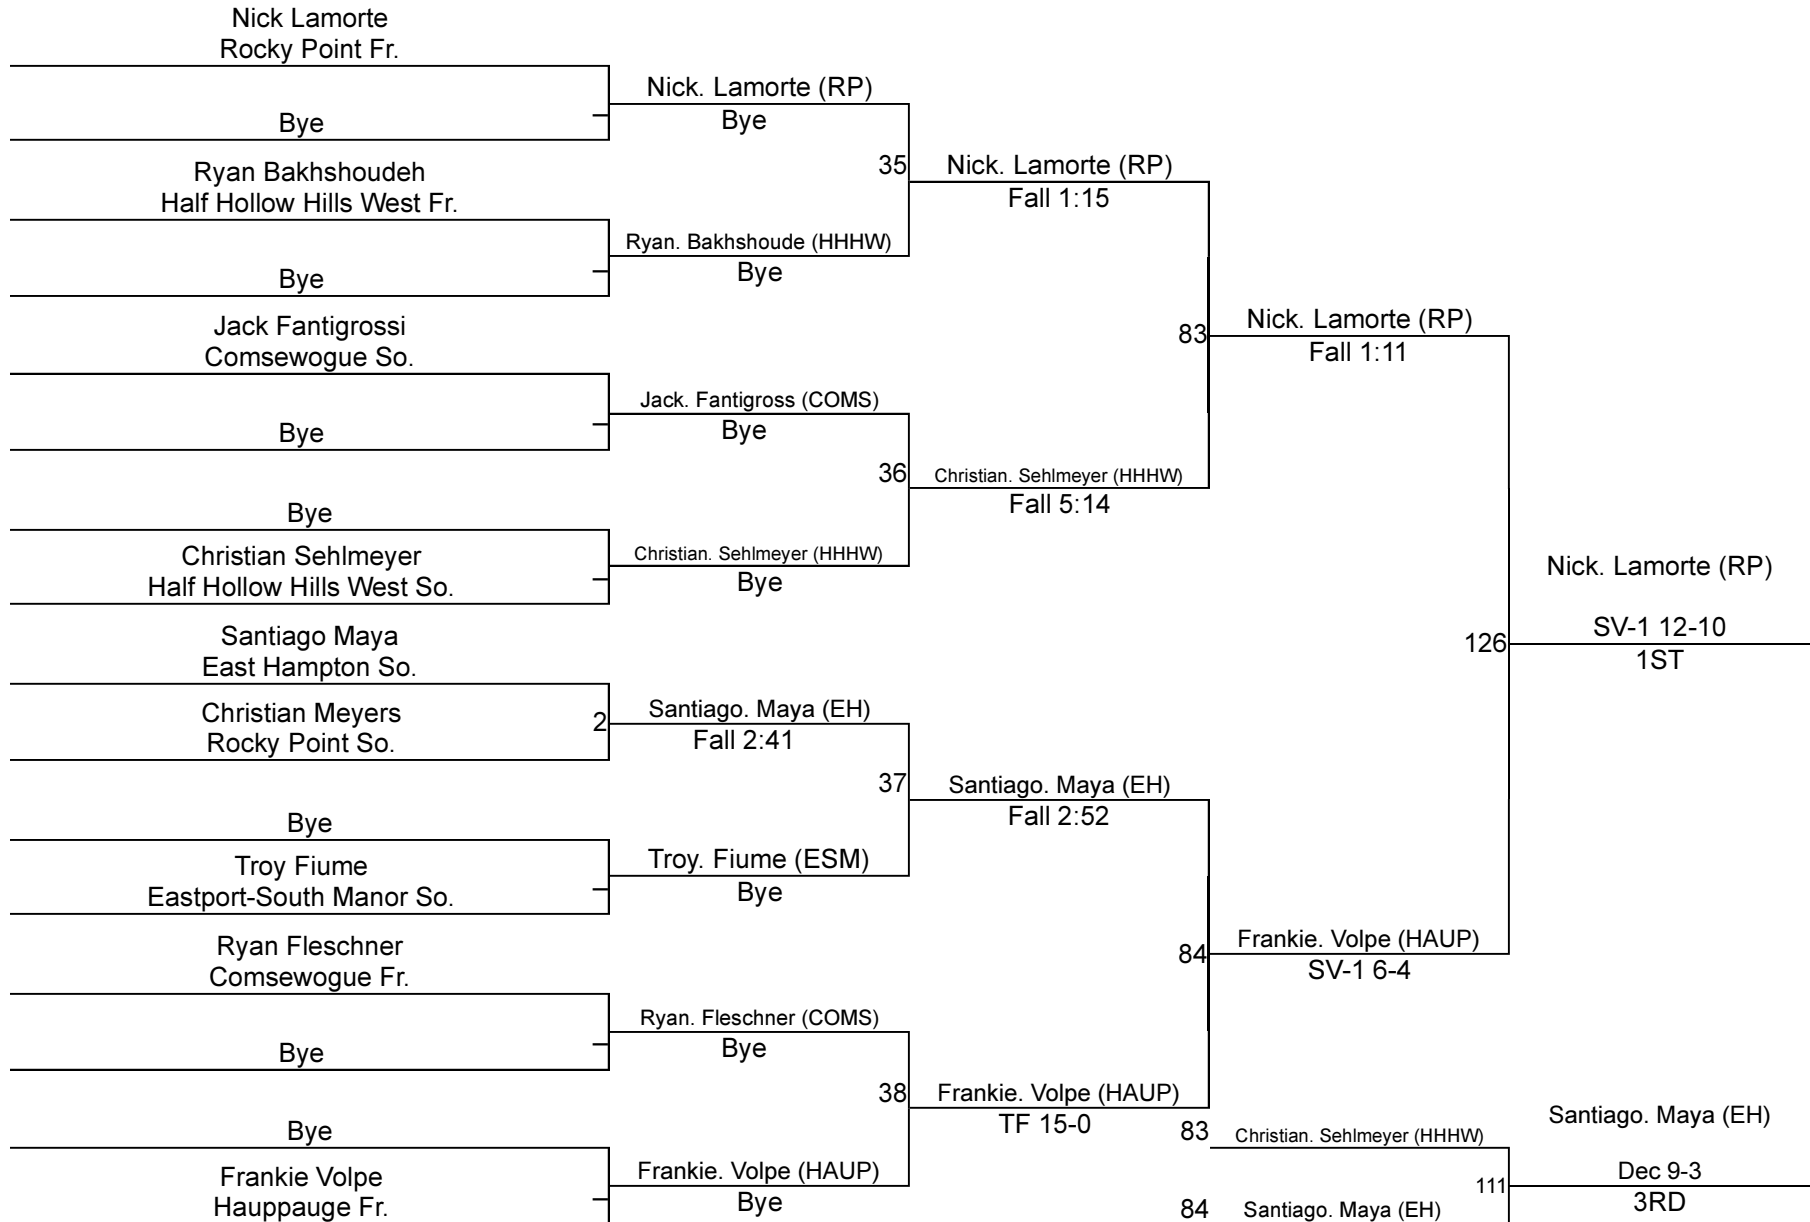 Nick Lamorte
Rocky Point Fr.
Bye
Ryan Bakhshoudeh
Half Hollow Hills West Fr.
Bye
Jack Fantigrossi
Comsewogue So.
Bye
Bye
Christian Sehlmeyer
Half Hollow Hills West So.
Santiago Maya
East Hampton So.
Christian Meyers
Rocky Point So.
Bye
Troy Fiume
Eastport-South Manor So.
Ryan Fleschner
Comsewogue Fr.
Bye
Bye
Frankie Volpe
Hauppauge Fr.
Nick. Lamorte (RP)
Bye
Ryan. Bakhshoude (HHHW)
Bye
Jack. Fantigross (COMS)
Bye
Christian. Sehlmeyer (HHHW)
Bye
2
Santiago. Maya (EH)
Fall 2:41
Troy. Fiume (ESM)
Bye
Ryan. Fleschner (COMS)
Bye
Frankie. Volpe (HAUP)
Bye
35
Nick. Lamorte (RP)
Fall 1:15
36
Christian. Sehlmeyer (HHHW)
Fall 5:14
37
Santiago. Maya (EH)
Fall 2:52
38
Frankie. Volpe (HAUP)
TF 15-0
83
Nick. Lamorte (RP)
Fall 1:11
84
Frankie. Volpe (HAUP)
SV-1 6-4
83
Christian. Sehlmeyer (HHHW)
84
Santiago. Maya (EH)
126
Nick. Lamorte (RP)
SV-1 12-10
1ST
111
Santiago. Maya (EH)
Dec 9-3
3RD